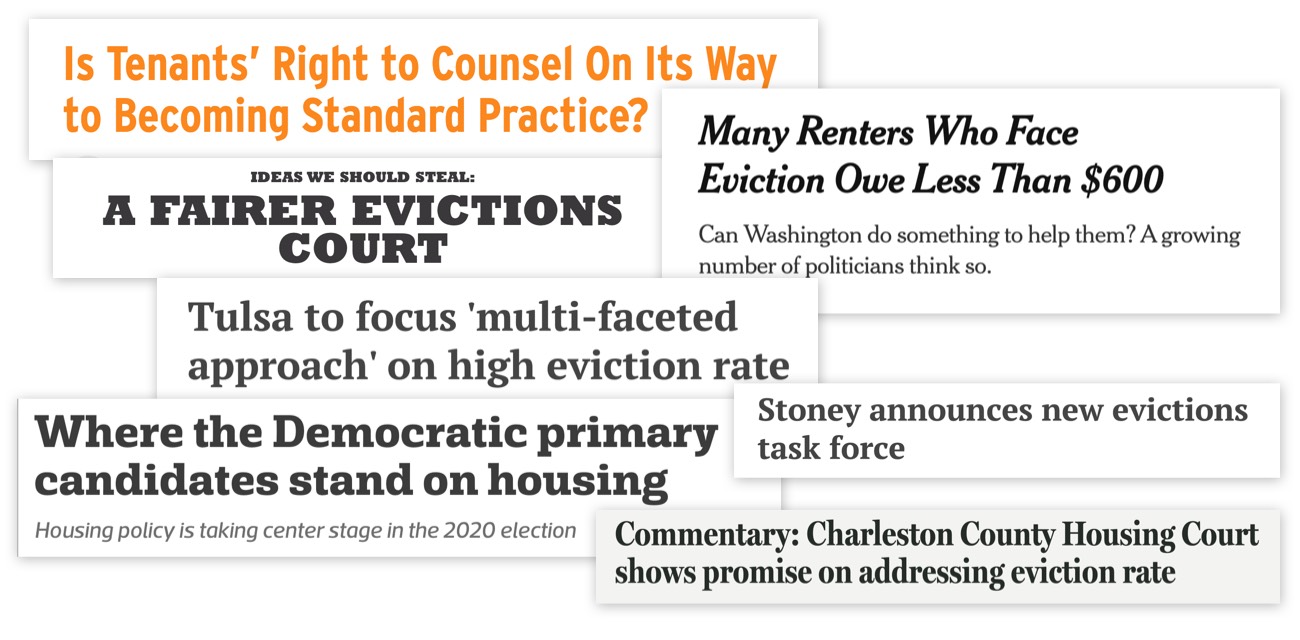 Is Tenants’ Right to Counsel On Its Way
to Becoming Standard Practice?
Many Renters Who Face
Eviction Owe Less Than $600
Can Washington do something to help them? A growing
number of politicians think so.
IDEAS WE SHOULD STEAL:
A FAIRER EVICTIONS
COURT
Tulsa to focus 'multi-faceted
approach' on high eviction rate
Where the Democratic primary
candidates stand on housing
Housing policy is taking center stage in the 2020 election
Stoney announces new evictions
task force
Commentary: Charleston County Housing Court
shows promise on addressing eviction rate